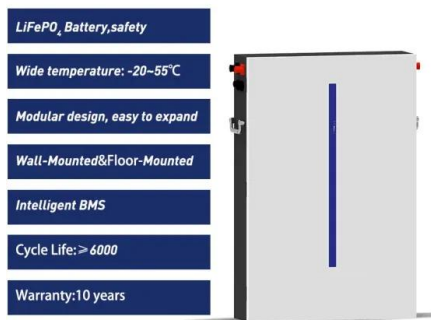 LiFePO₄ Battery,safety
Wide temperature: -20~55℃
Modular design, easy to expand
Wall-Mounted&Floor-Mounted
Intelligent BMS
Cycle Life:≥6000
Warranty:10 years